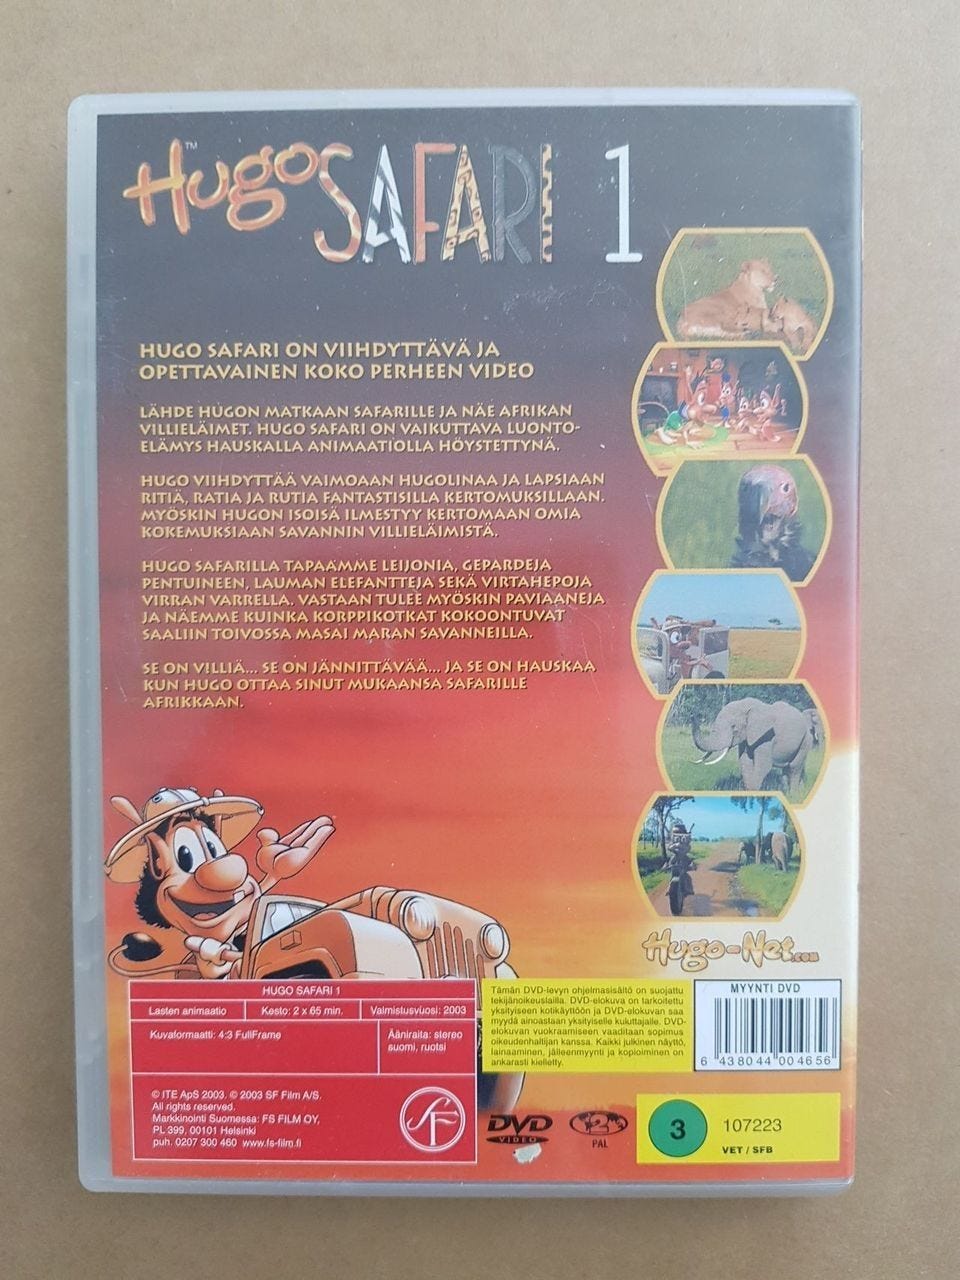 Hugo SAFARI 1
TM
HUGO SAFARI ON VIIHDYTTÄVÄ JA
OPETTAVAINEN KOKO PERHEEN VIDEO
LÄHDE HUGON MATKAAN SAFARILLE JA NÄE AFRIKAN
VILLIELÄIMET. HUGO SAFARI ON VAIKUTTAVA LUONTO-
ELÄMYS HAUSKALLA ANIMAATIOLLA HÖYSTETTYNÄ.
HUGO VIIHDYTTÄÄ VAIMOAAN HUGOLINAA JA LAPSIAAN
RITIÄ, RATIA JA RUTIA FANTASTISILLA KERTOMUKSILLAAN.
MYÖSKIN HUGON ISOISÄ ILMESTYY KERTOMAAN OMIA
KOKEMUKSIAAN SAVANNIN VILLIELÄIMISTÄ.
HUGO SAFARILLA TAPAAMME LEIJONIA, GEPARDEJA
PENTUINEEN, LAUMAN ELEFANTTEJA SEKÄ VIRTAHEPOJA
VIRRAN VARRELLA. VASTAAN TULEE MYÖSKIN PAVIAANEJA
JA NÄEMME KUINKA KORPPIKOTKAT KOKOONTUVAT
SAALIIN TOIVOSSA MASAI MARAN SAVANNEILLA.
SE ON VILLIÄ... SE ON JÄNNITTÄVÄÄ... JA SE ON HAUSKAA
KUN HUGO OTTAA SINUT MUKAANSA SAFARILLE
AFRIKKAAN.
Hugo-Net.com
HUGO SAFARI 1
Lasten animaatio Kesto: 2 x 65 min. Valmistusvuosi: 2003
Kuvaformaatti: 4:3 FullFrame
Ääniraita: stereo
suomi, ruotsi
© ITE ApS 2003. © 2003 SF Film A/S.
All rights reserved.
Markkinointi Suomessa: FS FILM OY,
PL 399, 00101 Helsinki
puh. 0207 300 460 www.fs-film.fi
SF
Tämän DVD-levyn ohjelmasisältö on suojattu
tekijänoikeuslailla. DVD-elokuva on tarkoitettu
yksityiseen kotikäyttöön ja DVD-elokuvan saa
myydä ainoastaan yksityiselle kuluttajalle. DVD-
elokuvan vuokraamiseen vaaditaan sopimus
oikeudenhaltijan kanssa. Kaikki julkinen näyttö,
lainaaminen, jälleenmyynti ja kopioiminen on
ankarasti kielletty.
MYYNTI DVD
6 438044 004656
DVD
VIDEO
2
PAL
3
107223
VET / SFB